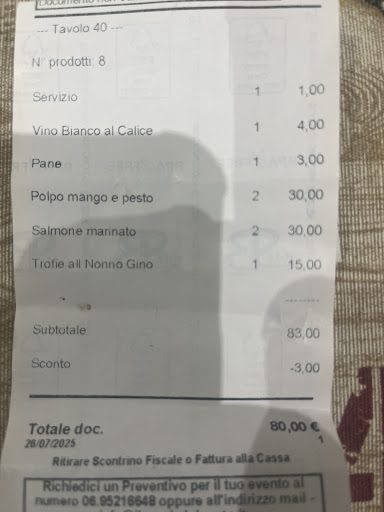 --- Tavolo 40 ---
N° prodotti: 8
Servizio 1 1,00
Vino Bianco al Calice 1 4,00
Pane 1 3,00
Polpo mango e pesto 2 30,00
Salmone marinato 2 30,00
Trofie all Nonno Gino 1 15,00
--------
Subtotale 83,00
Sconto -3,00
Totale doc. 80,00 €
26/07/2025 1
Ritirare Scontrino Fiscale o Fattura alla Cassa
Richiedici un Preventivo per il tuo evento al
numero 06.95216648 oppure all'indirizzo mail -